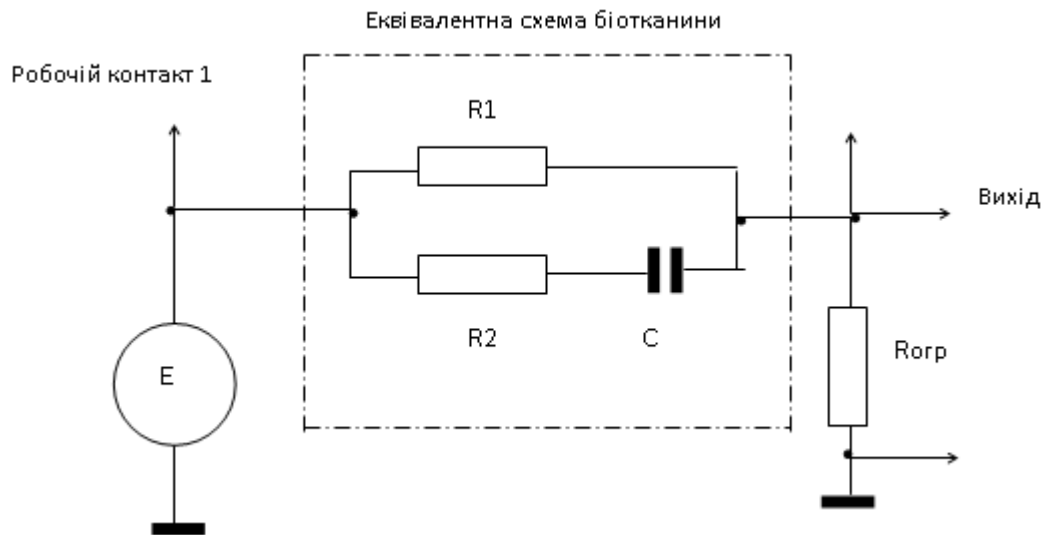 Еквівалентна схема біотканини
Робочій контакт 1
R1
Вихід
R2
C
Rогр
E